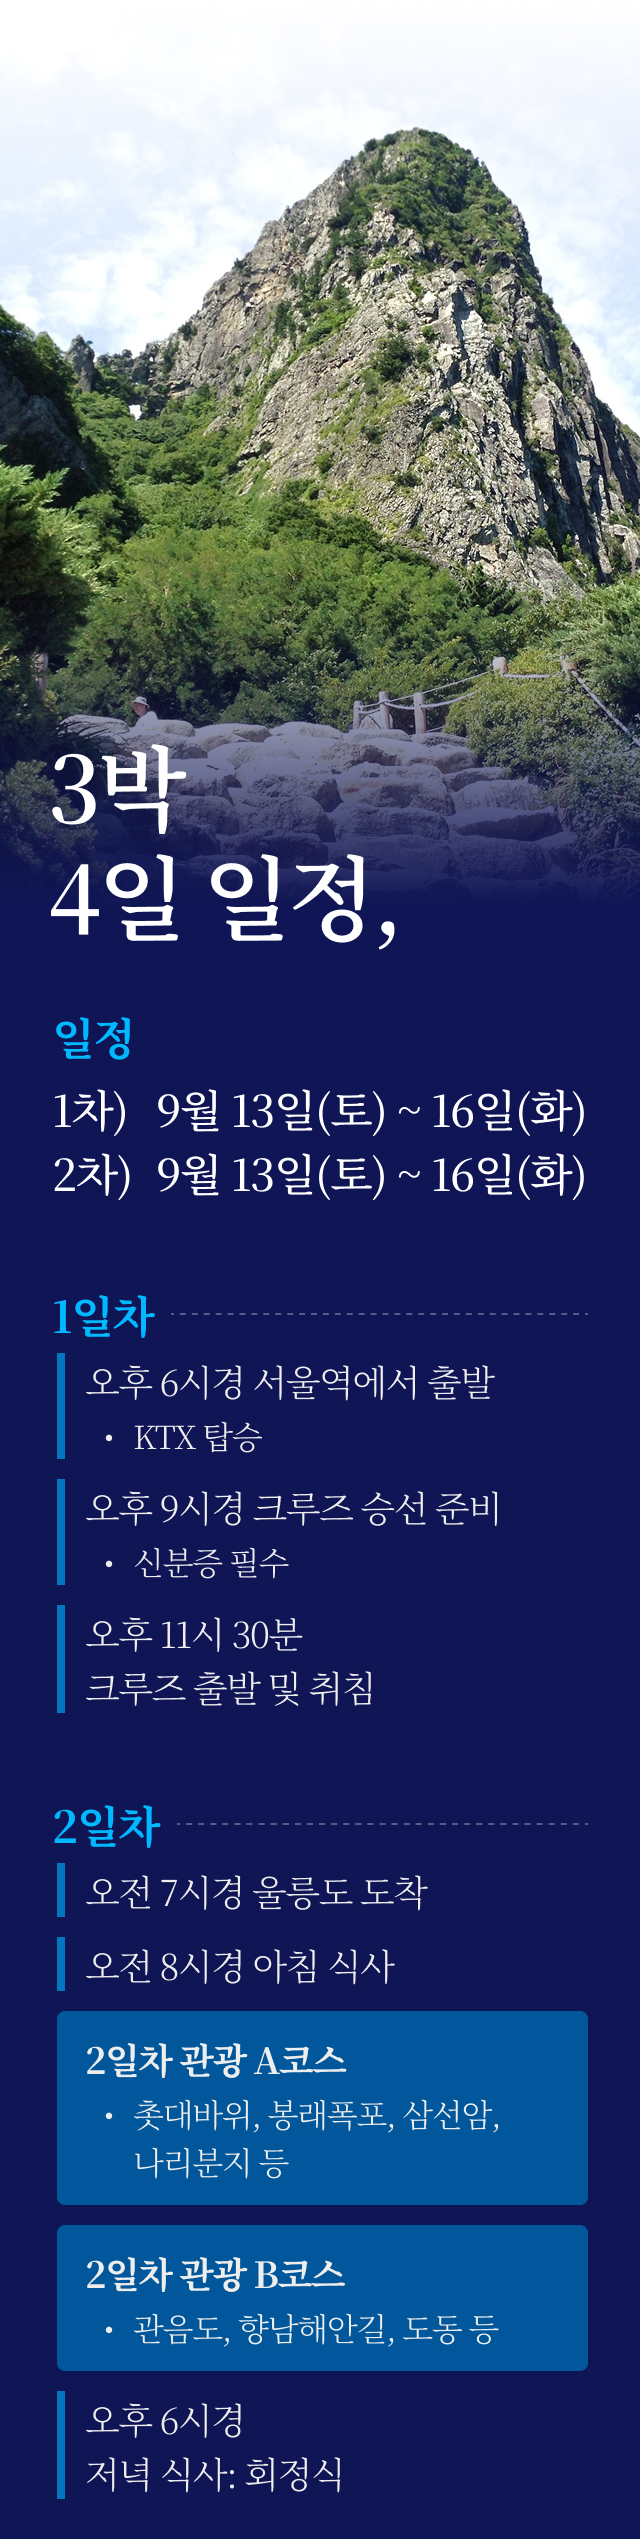 3박
4일 일정,
일정
1차) 9월 13일(토) ~ 16일(화)
2차) 9월 13일(토) ~ 16일(화)
1일차
오후 6시경 서울역에서 출발
• KTX 탑승
오후 9시경 크루즈 승선 준비
• 신분증 필수
오후 11시 30분
크루즈 출발 및 취침
2일차
오전 7시경 울릉도 도착
오전 8시경 아침 식사
2일차 관광 A코스
• 촛대바위, 봉래폭포, 삼선암,
나리분지 등
2일차 관광 B코스
• 관음도, 향남해안길, 도동 등
오후 6시경
저녁 식사: 회정식